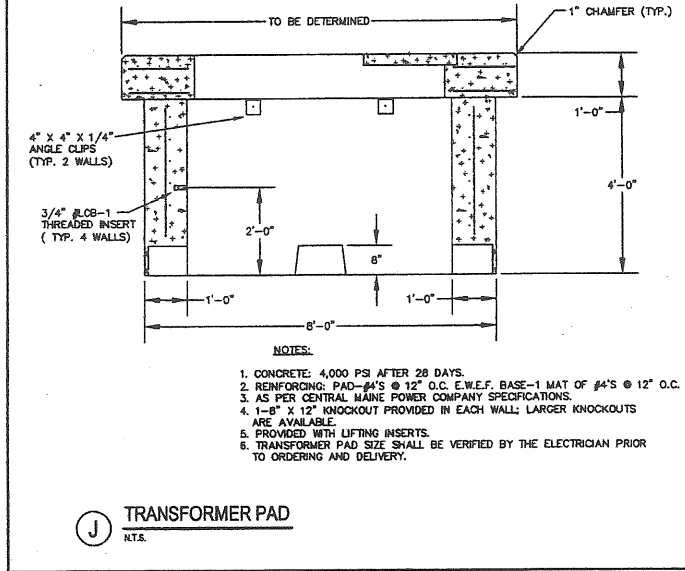 TO BE DETERMINED
1" CHAMFER (TYP.)
1'-0"
4" X 4" X 1/4"
ANGLE CLIPS
(TYP. 2 WALLS)
4'-0"
3/4" #LCB-1
THREADED INSERT
( TYP. 4 WALLS)
2'-0"
8"
1'-0"
1'-0"
8'-0"
NOTES:
1. CONCRETE: 4,000 PSI AFTER 28 DAYS.
2. REINFORCING: PAD-#4'S @ 12" O.C. E.W.E.F. BASE-1 MAT OF #4'S @ 12" O.C.
3. AS PER CENTRAL MAINE POWER COMPANY SPECIFICATIONS.
4. 1-8" X 12" KNOCKOUT PROVIDED IN EACH WALL; LARGER KNOCKOUTS
ARE AVAILABLE.
5. PROVIDED WITH LIFTING INSERTS.
6. TRANSFORMER PAD SIZE SHALL BE VERIFIED BY THE ELECTRICIAN PRIOR
TO ORDERING AND DELIVERY.
J TRANSFORMER PAD
N.T.S.